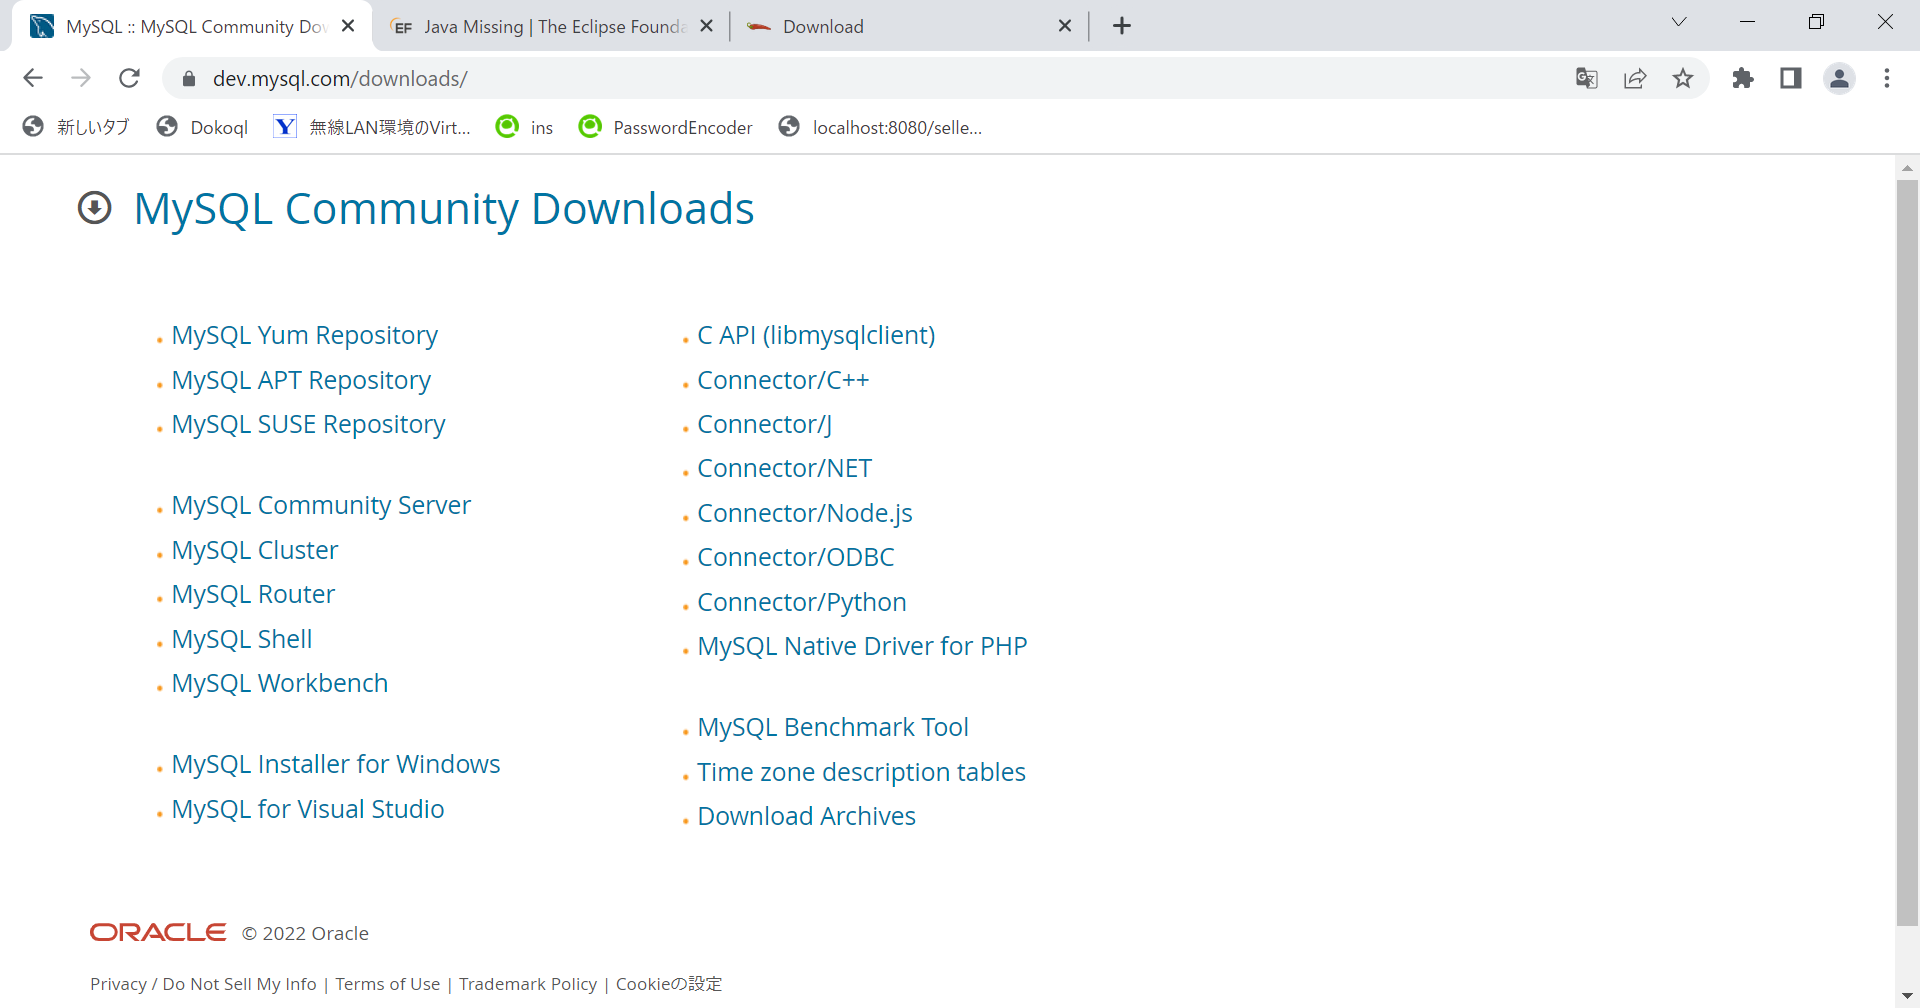 MySQL :: MySQL Community Dov
EF Java Missing | The Eclipse Founda
Download
dev.mysql.com/downloads/
新しいタブ
Dokoql
Y 無線LAN環境のVirt...
ins
PasswordEncoder
localhost:8080/selle...
MySQL Community Downloads
MySQL Yum Repository
MySQL APT Repository
MySQL SUSE Repository
MySQL Community Server
MySQL Cluster
MySQL Router
MySQL Shell
MySQL Workbench
MySQL Installer for Windows
MySQL for Visual Studio
C API (libmysqlclient)
Connector/C++
Connector/J
Connector/NET
Connector/Node.js
Connector/ODBC
Connector/Python
MySQL Native Driver for PHP
MySQL Benchmark Tool
Time zone description tables
Download Archives
ORACLE © 2022 Oracle
Privacy / Do Not Sell My Info | Terms of Use | Trademark Policy | Cookieの設定